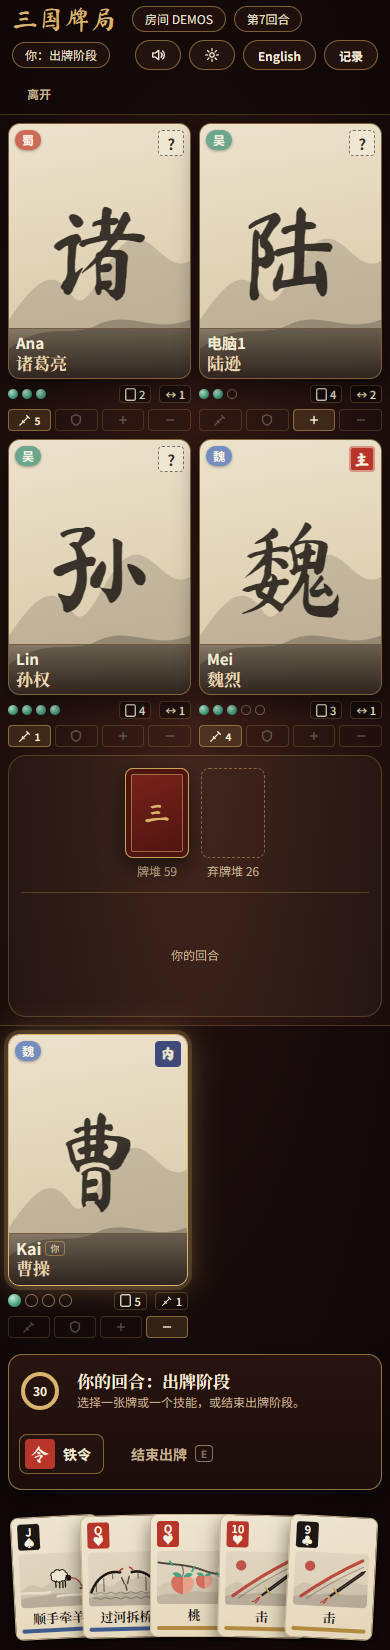 三国牌局 房间 DEMOS 第7回合
你：出牌阶段 English 记录
离开
蜀 ? 吴 ?
诸 陆
Ana 电脑1
诸葛亮 陆逊
2 1 4 2
5
吴 ? 魏 主
孙 魏
Lin Mei
孙权 魏烈
4 1 3 1
1 4
三
牌堆 59 弃牌堆 26
你的回合
魏 内
曹
Kai 你
曹操
5 1
30 你的回合：出牌阶段
选择一张牌或一个技能，或结束出牌阶段。
令 铁令 结束出牌 E
J Q Q 10 9
顺手牵羊 过河拆桥 桃 击 击